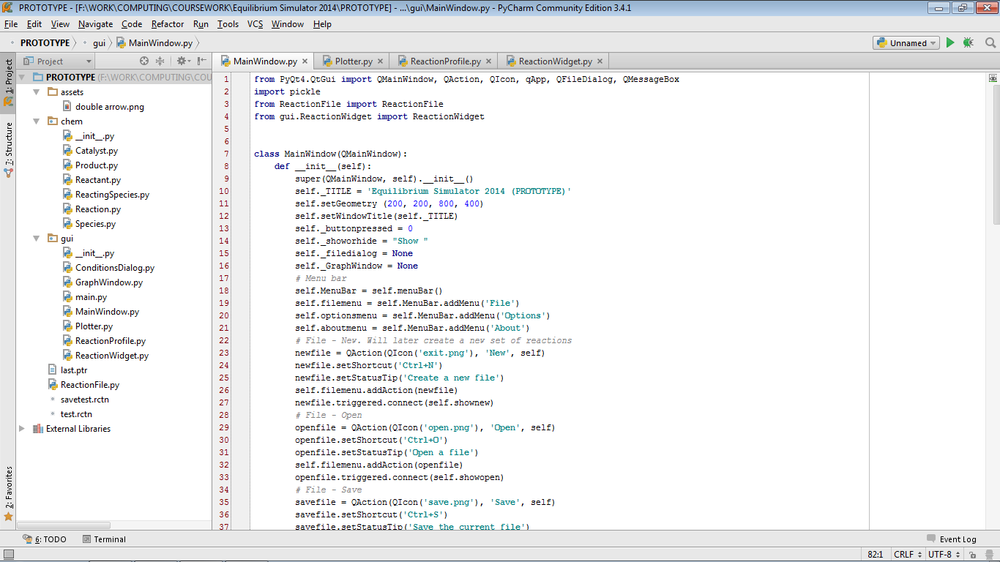 PROTOTYPE - [F:\WORK\COMPUTING\COURSEWORK\Equilibrium Simulator 2014\PROTOTYPE] - ...\gui\MainWindow.py - PyCharm Community Edition 3.4.1
File Edit View Navigate Code Refactor Run Tools VCS Window Help
PROTOTYPE gui MainWindow.py Unnamed
1: Project
7: Structure
2: Favorites
Project
PROTOTYPE (F:\WORK\COMPUTING\COU
assets
double arrow.png
chem
__init__.py
Catalyst.py
Product.py
Reactant.py
ReactingSpecies.py
Reaction.py
Species.py
gui
__init__.py
ConditionsDialog.py
GraphWindow.py
main.py
MainWindow.py
Plotter.py
ReactionProfile.py
ReactionWidget.py
last.ptr
ReactionFile.py
savetest.rctn
test.rctn
External Libraries
MainWindow.py Plotter.py ReactionProfile.py ReactionWidget.py
1 from PyQt4.QtGui import QMainWindow, QAction, QIcon, qApp, QFileDialog, QMessageBox
2 import pickle
3 from ReactionFile import ReactionFile
4 from gui.ReactionWidget import ReactionWidget
5
6
7 class MainWindow(QMainWindow):
8 def __init__(self):
9 super(QMainWindow, self).__init__()
10 self._TITLE = 'Equilibrium Simulator 2014 (PROTOTYPE)'
11 self.setGeometry (200, 200, 800, 400)
12 self.setWindowTitle(self._TITLE)
13 self._buttonpressed = 0
14 self._showorhide = "Show "
15 self._filedialog = None
16 self._GraphWindow = None
17 # Menu bar
18 self.MenuBar = self.menuBar()
19 self.filemenu = self.MenuBar.addMenu('File')
20 self.optionsmenu = self.MenuBar.addMenu('Options')
21 self.aboutmenu = self.MenuBar.addMenu('About')
22 # File - New. Will later create a new set of reactions
23 newfile = QAction(QIcon('exit.png'), 'New', self)
24 newfile.setShortcut('Ctrl+N')
25 newfile.setStatusTip('Create a new file')
26 self.filemenu.addAction(newfile)
27 newfile.triggered.connect(self.shownew)
28 # File - Open
29 openfile = QAction(QIcon('open.png'), 'Open', self)
30 openfile.setShortcut('Ctrl+O')
31 openfile.setStatusTip('Open a file')
32 self.filemenu.addAction(openfile)
33 openfile.triggered.connect(self.showopen)
34 # File - Save
35 savefile = QAction(QIcon('save.png'), 'Save', self)
36 savefile.setShortcut('Ctrl+S')
37 savefile.setStatusTip('Save the current file')
6: TODO Terminal Event Log
82:1 CRLF UTF-8